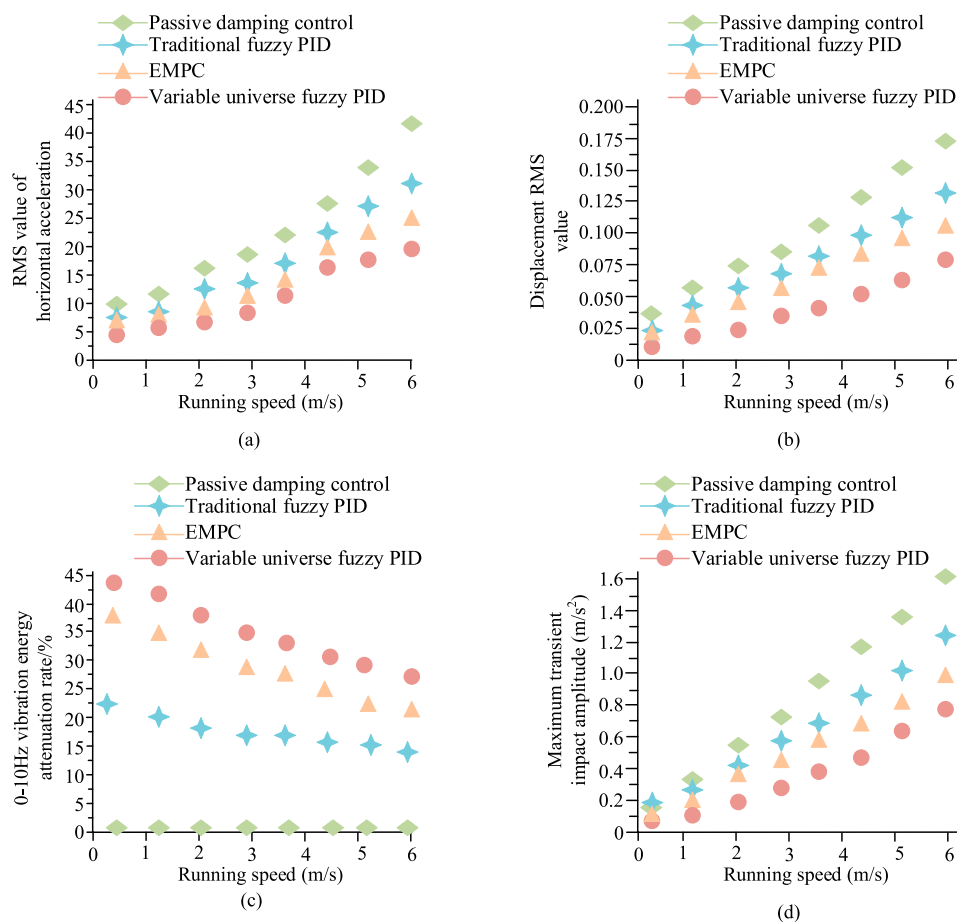 Passive damping control
Traditional fuzzy PID
EMPC
Variable universe fuzzy PID
45
40
35
30
25
20
15
10
5
0
RMS value of
horizontal acceleration
0 1 2 3 4 5 6
Running speed (m/s)
(a)
Passive damping control
Traditional fuzzy PID
EMPC
Variable universe fuzzy PID
0.200
0.150
0.100
0.075
0.050
0.025
0
Displacement RMS
value
0 1 2 3 4 5 6
Running speed (m/s)
(b)
Passive damping control
Traditional fuzzy PID
EMPC
Variable universe fuzzy PID
45
40
35
30
25
20
15
10
5
0
0-10Hz vibration energy
attenuation rate/%
0 1 2 3 4 5 6
Running speed (m/s)
(c)
Passive damping control
Traditional fuzzy PID
EMPC
Variable universe fuzzy PID
1.6
1.4
1.2
1.0
0.8
0.6
0.4
0.2
0
Maximum transient
impact amplitude (m/s²)
0 1 2 3 4 5 6
Running speed (m/s)
(d)